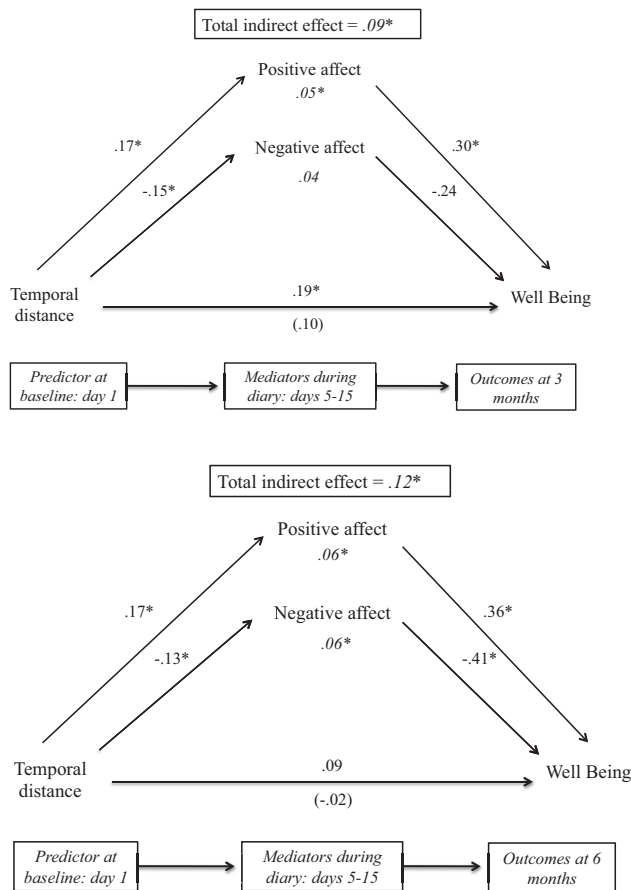 Total indirect effect = .09*
Positive affect
.05*
.17*
.30*
Negative affect
-.15*
.04
-.24
Temporal
distance
.19*
(.10)
Well Being
Predictor at
baseline: day 1
Mediators during
diary: days 5-15
Outcomes at 3
months
Total indirect effect = .12*
Positive affect
.06*
.17*
.36*
Negative affect
-.13*
.06*
-.41*
Temporal
distance
.09
(-.02)
Well Being
Predictor at
baseline: day 1
Mediators during
diary: days 5-15
Outcomes at 6
months